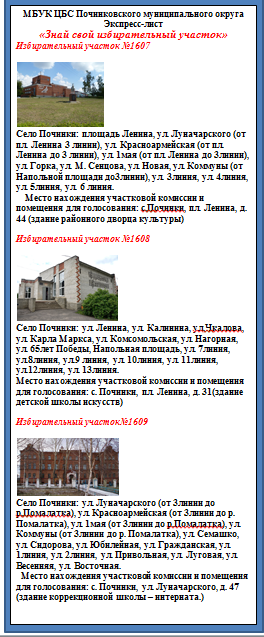 МБУК ЦБС Починковского муниципального округа
Экспресс-лист
«Знай свой избирательный участок»
Избирательный участок №1607
Село Починки: площадь Ленина, ул. Луначарского (от
пл. Ленина 3 линии), ул. Красноармейская (от пл.
Ленина до 3 линии), ул. 1мая (от пл. Ленина до 3линии),
ул. Горка, ул. М. Сенцова, ул. Новая, ул. Коммуны (от
Напольной площади до3линии), ул. 3линия, ул. 4линия,
ул. 5линия, ул. 6 линия.
Место нахождения участковой комиссии и
помещения для голосования: с.Починки, пл. Ленина, д.
44 (здание районного дворца культуры)
Избирательный участок №1608
Село Починки: ул. Ленина, ул. Калинина, ул.Чкалова,
ул. Карла Маркса, ул. Комсомольская, ул. Нагорная,
ул. 65лет Победы, Напольная площадь, ул. 7линия,
ул.8линия, ул.9 линия, ул. 10линия, ул. 11линия,
ул.12линия, ул. 13линия.
Место нахождения участковой комиссии и помещения
для голосования: с. Починки, пл. Ленина, д. 31(здание
детской школы искусств)
Избирательный участок№1609
Село Починки: ул. Луначарского (от 3линии до
р.Помалатка), ул. Красноармейская (от 3линии до р.
Помалатка), ул. 1мая (от 3линии до р.Помалатка), ул.
Коммуны (от 3линии до р. Помалатка), ул. Семашко,
ул. Сидорова, ул. Юбилейная, ул. Гражданская, ул.
1линия, ул. 2линия, ул. Привольная, ул. Луговая, ул.
Весенняя, ул. Восточная.
Место нахождения участковой комиссии и помещения
для голосования: с. Починки, ул. Луначарского, д. 47
(здание коррекционной школы – интерната.)